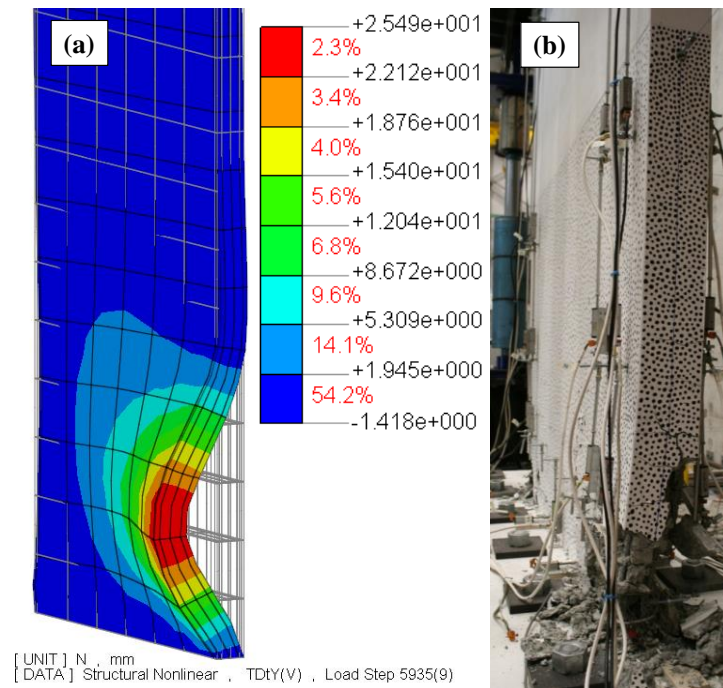 (a)
+2.549e+001
2.3%
+2.212e+001
3.4%
+1.876e+001
4.0%
+1.540e+001
5.6%
+1.204e+001
6.8%
+8.672e+000
9.6%
+5.309e+000
14.1%
+1.945e+000
54.2%
-1.418e+000
[ UNIT ] N , mm
[ DATA ] Structural Nonlinear , TDtY(V) , Load Step 5935(9)
(b)